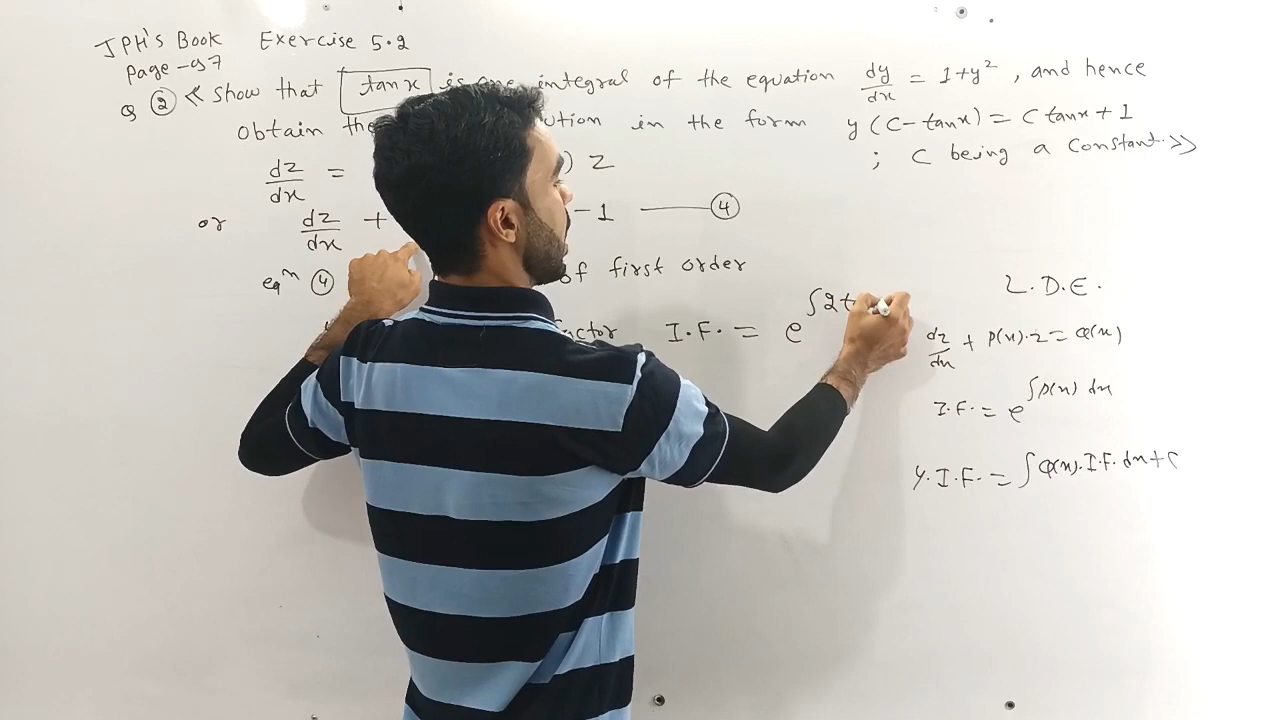 JPH's Book Exercise 5.2
Page - 97
Q ② « Show that tan x is one integral of the equation dy/dx = 1+y², and hence
obtain the ution in the form y(c-tanx) = c tanx + 1
; c being a constant. »
dz/dx = ) z
or dz/dx + -1 ——— ④
eqⁿ ④ of first order
ctor I.F. = e^∫2t
L.D.E.
dz/dx + P(x).z = Q(x)
I.F. = e^∫P(x) dx
y. I.F. = ∫Q(x).I.F. dx + c